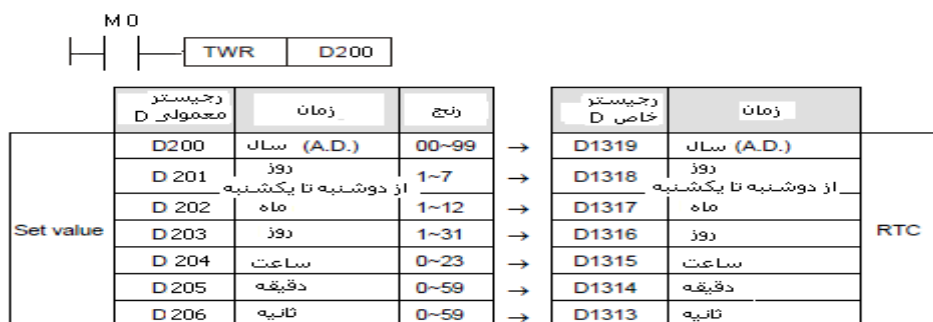 M 0
TWR D200
رجیستر معمولی D زمان رنج رجیستر خاص D زمان
Set value
D200 سال (A.D.) 00~99 → D1319 سال (A.D.)
D 201 روز از دوشنبه تا یکشنبه 1~7 → D1318 روز از دوشنبه تا یکشنبه
D 202 ماه 1~12 → D1317 ماه
D 203 روز 1~31 → D1316 روز
D 204 ساعت 0~23 → D1315 ساعت
D 205 دقیقه 0~59 → D1314 دقیقه
D 206 ثانیه 0~59 → D1313 ثانیه
RTC